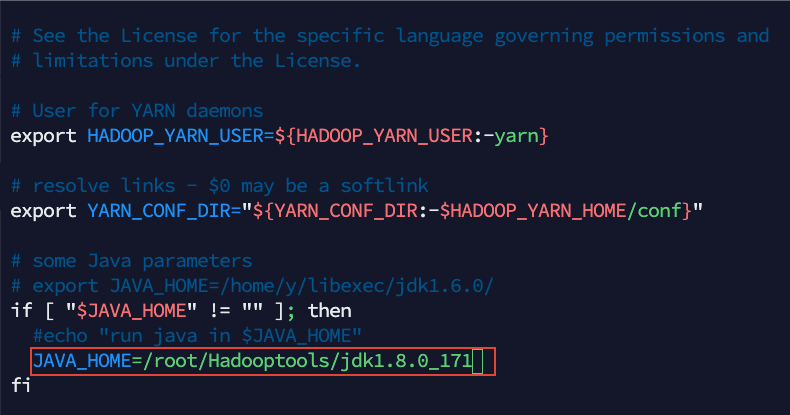 # See the License for the specific language governing permissions and
# limitations under the License.
# User for YARN daemons
export HADOOP_YARN_USER=${HADOOP_YARN_USER:-yarn}
# resolve links - $0 may be a softlink
export YARN_CONF_DIR="${YARN_CONF_DIR:-$HADOOP_YARN_HOME/conf}"
# some Java parameters
# export JAVA_HOME=/home/y/libexec/jdk1.6.0/
if [ "$JAVA_HOME" != "" ]; then
  #echo "run java in $JAVA_HOME"
  JAVA_HOME=/root/Hadooptools/jdk1.8.0_171
fi